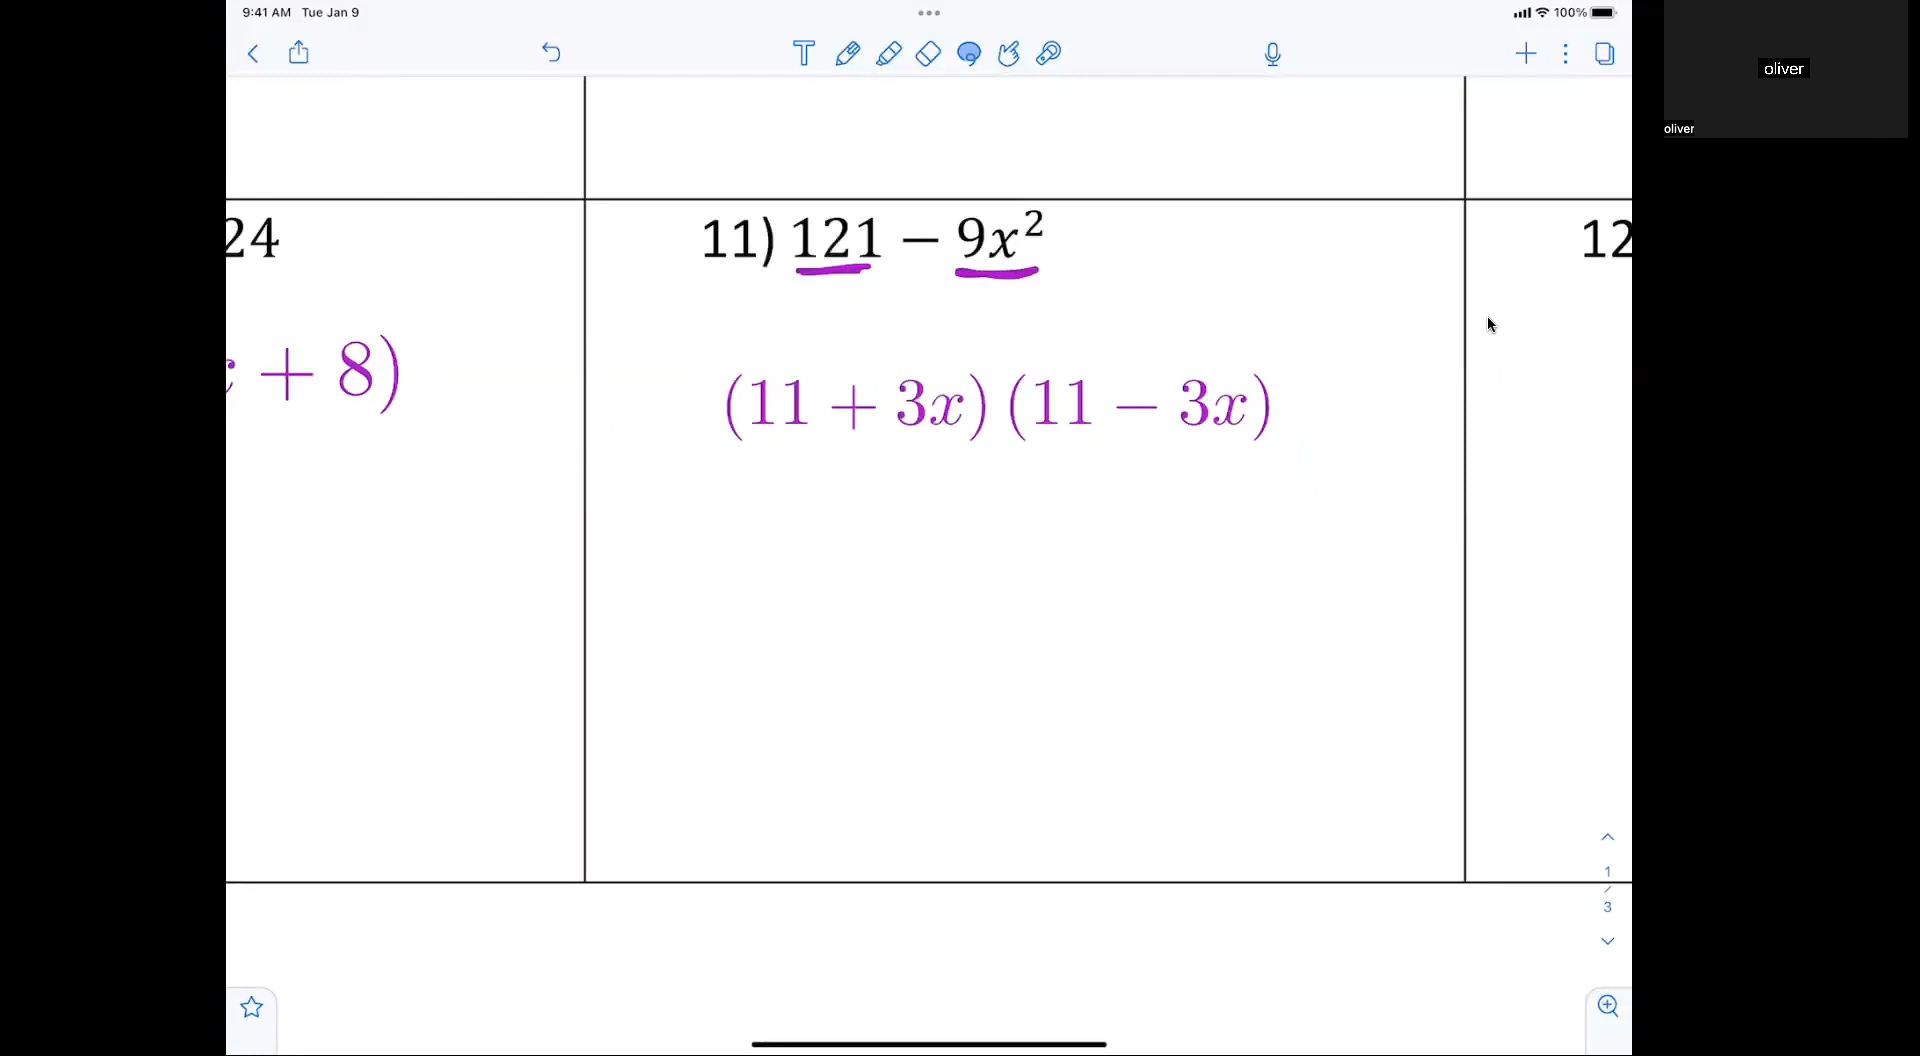 9:41 AM Tue Jan 9
100%
oliver
oliver
24
11) 121 − 9x²
12
+ 8)
(11 + 3x)(11 − 3x)
1
/
3